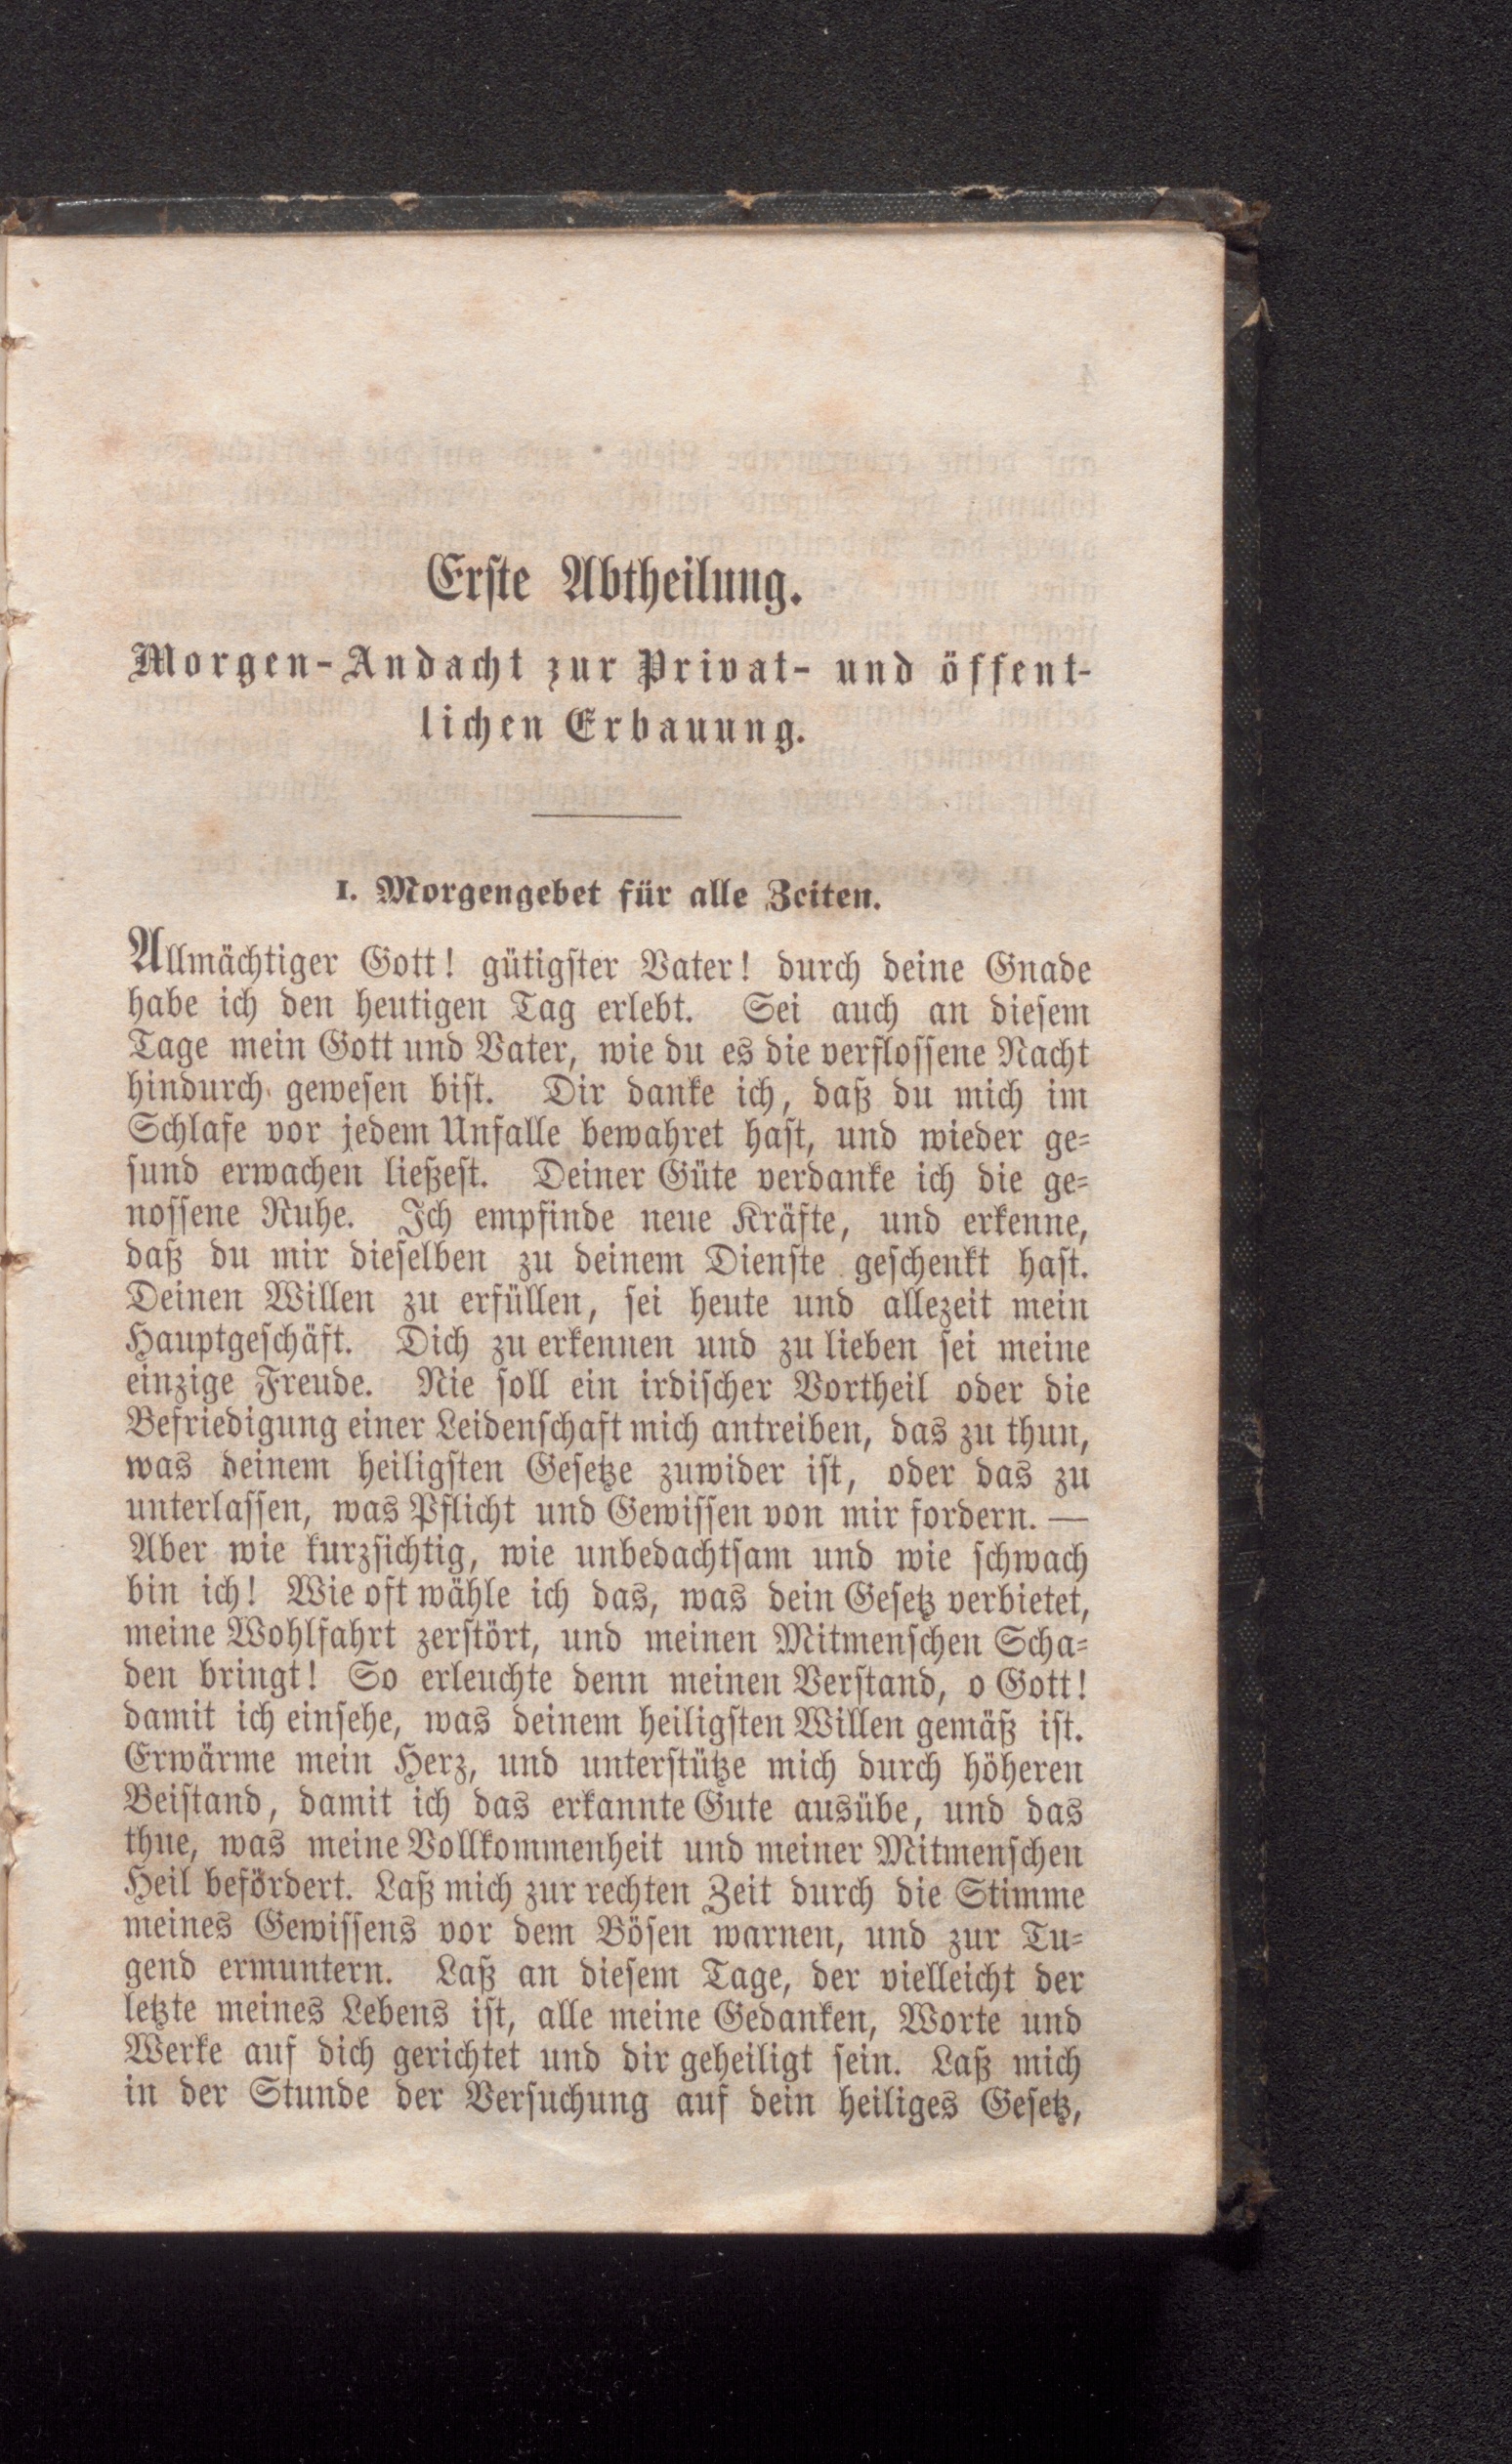 Erste Abtheilung.
Morgen-Andacht zur Privat- und öffent-
lichen Erbauung.
I. Morgengebet für alle Zeiten.
Allmächtiger Gott! gütigster Vater! durch deine Gnade
habe ich den heutigen Tag erlebt. Sei auch an diesem
Tage mein Gott und Vater, wie du es die verflossene Nacht
hindurch gewesen bist. Dir danke ich, daß du mich im
Schlafe vor jedem Unfalle bewahret hast, und wieder ge-
sund erwachen ließest. Deiner Güte verdanke ich die ge-
nossene Ruhe. Ich empfinde neue Kräfte, und erkenne,
daß du mir dieselben zu deinem Dienste geschenkt hast.
Deinen Willen zu erfüllen, sei heute und allezeit mein
Hauptgeschäft. Dich zu erkennen und zu lieben sei meine
einzige Freude. Nie soll ein irdischer Vortheil oder die
Befriedigung einer Leidenschaft mich antreiben, das zu thun,
was deinem heiligsten Gesetze zuwider ist, oder das zu
unterlassen, was Pflicht und Gewissen von mir fordern. —
Aber wie kurzsichtig, wie unbedachtsam und wie schwach
bin ich! Wie oft wähle ich das, was dein Gesetz verbietet,
meine Wohlfahrt zerstört, und meinen Mitmenschen Scha-
den bringt! So erleuchte denn meinen Verstand, o Gott!
damit ich einsehe, was deinem heiligsten Willen gemäß ist.
Erwärme mein Herz, und unterstütze mich durch höheren
Beistand, damit ich das erkannte Gute ausübe, und das
thue, was meine Vollkommenheit und meiner Mitmenschen
Heil befördert. Laß mich zur rechten Zeit durch die Stimme
meines Gewissens vor dem Bösen warnen, und zur Tu-
gend ermuntern. Laß an diesem Tage, der vielleicht der
letzte meines Lebens ist, alle meine Gedanken, Worte und
Werke auf dich gerichtet und dir geheiligt sein. Laß mich
in der Stunde der Versuchung auf dein heiliges Gesetz,